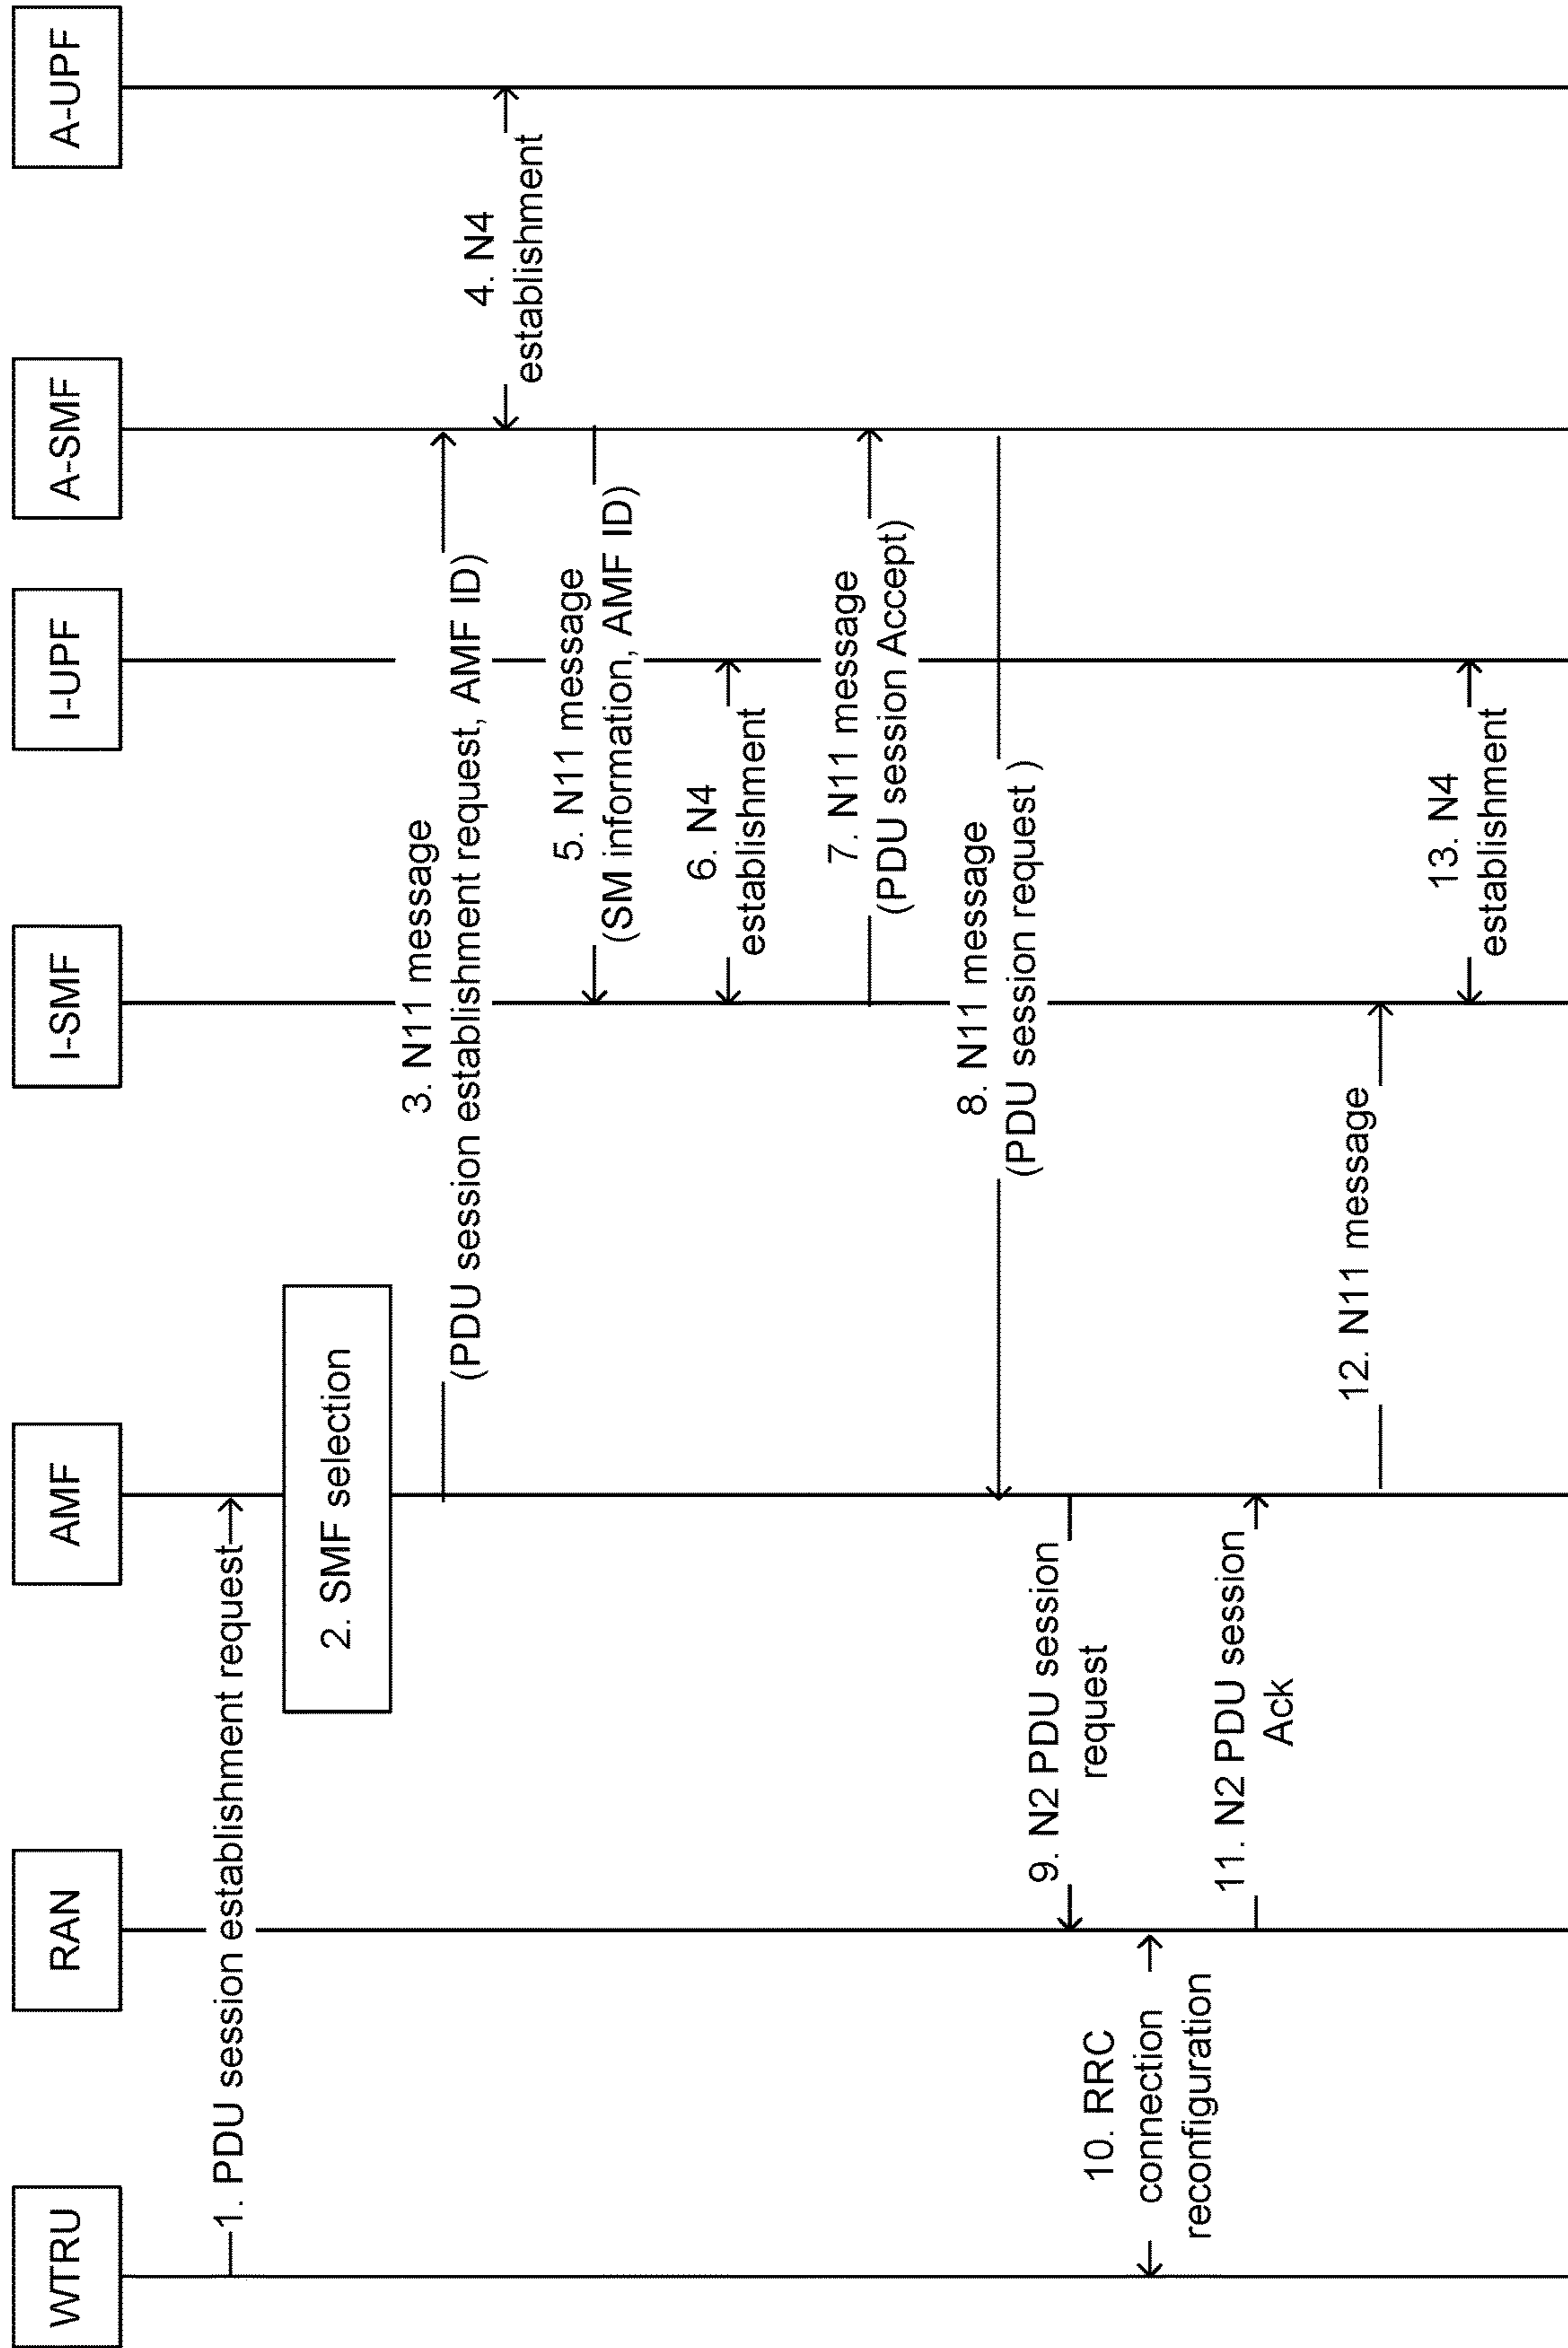 WTRU
RAN
AMF
I-SMF
I-UPF
A-SMF
A-UPF
1. PDU session establishment request
2. SMF selection
3. N11 message
(PDU session establishment request, AMF ID)
4. N4
establishment
5. N11 message
(SM information, AMF ID)
6. N4
establishment
7. N11 message
(PDU session Accept)
8. N11 message
(PDU session request )
9. N2 PDU session
request
10. RRC
connection
reconfiguration
11. N2 PDU session
Ack
12. N11 message
13. N4
establishment